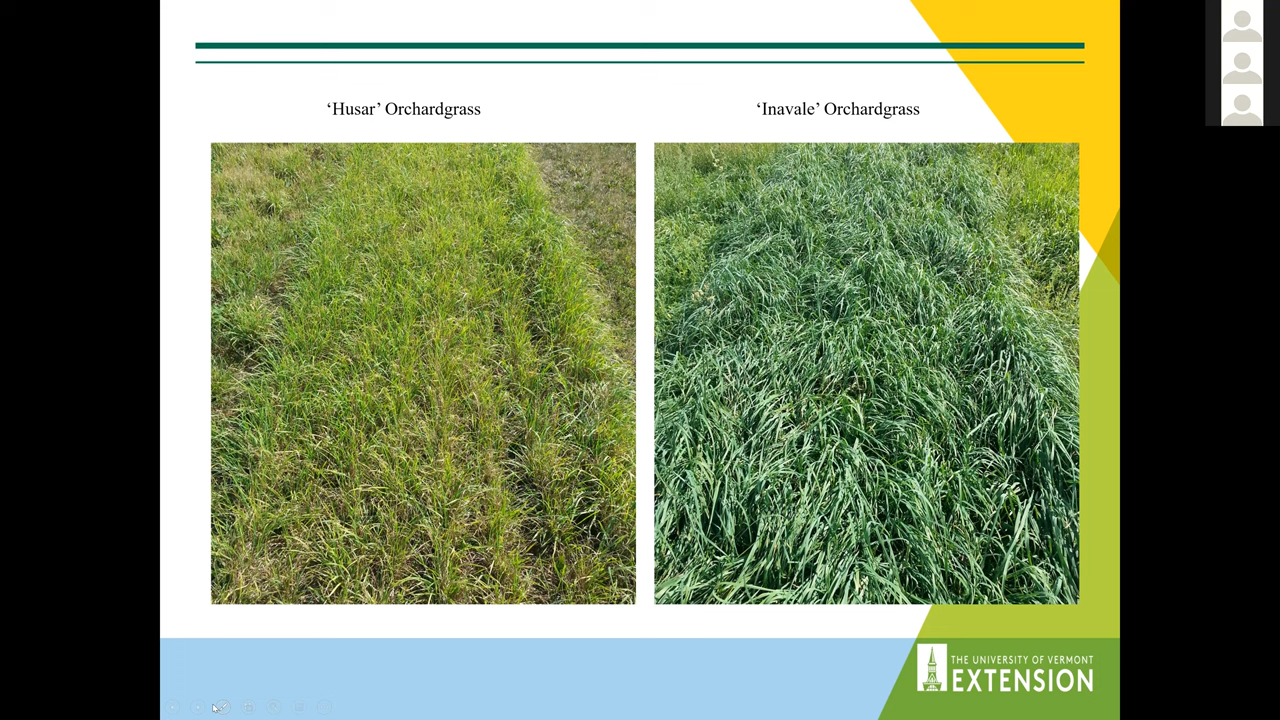 ‘Husar’ Orchardgrass
‘Inavale’ Orchardgrass
THE UNIVERSITY OF VERMONT
EXTENSION